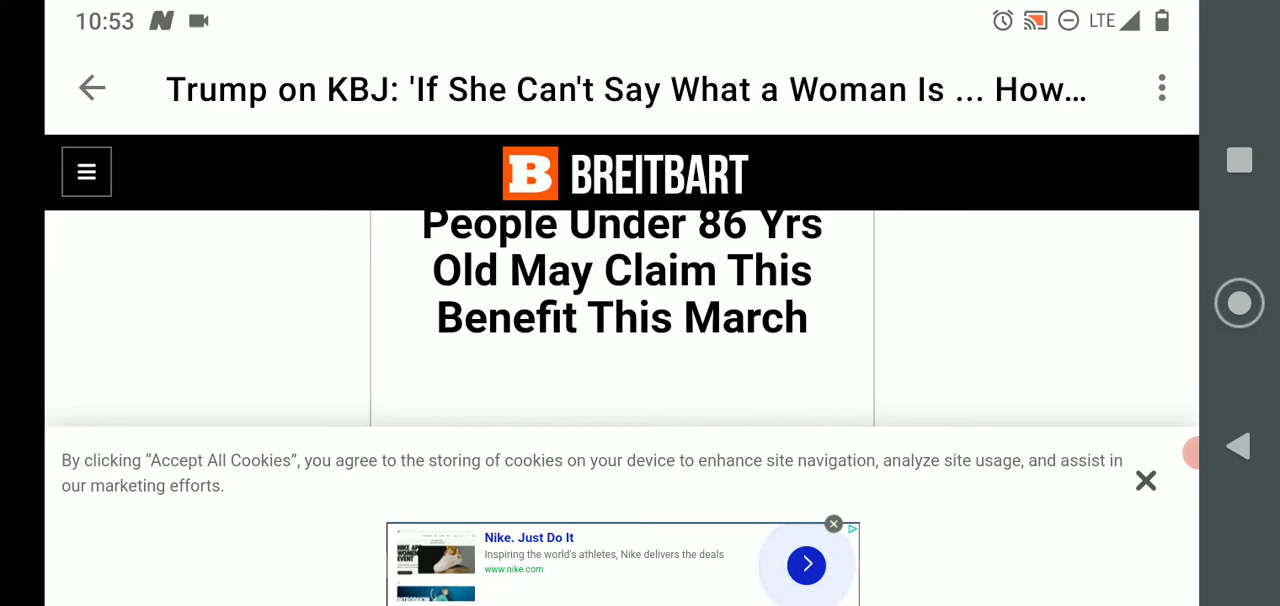 10:53
LTE
Trump on KBJ: 'If She Can't Say What a Woman Is ... How...
B BREITBART
People Under 86 Yrs
Old May Claim This
Benefit This March
By clicking “Accept All Cookies”, you agree to the storing of cookies on your device to enhance site navigation, analyze site usage, and assist in
our marketing efforts.
Nike. Just Do It
Inspiring the world's athletes, Nike delivers the deals
www.nike.com